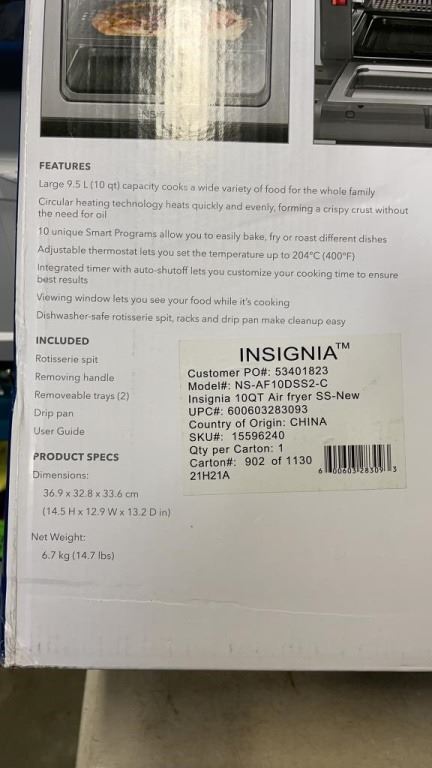 FEATURES
Large 9.5 L (10 qt) capacity cooks a wide variety of food for the whole family
Circular heating technology heats quickly and evenly, forming a crispy crust without
the need for oil
10 unique Smart Programs allow you to easily bake, fry or roast different dishes
Adjustable thermostat lets you set the temperature up to 204°C (400°F)
Integrated timer with auto-shutoff lets you customize your cooking time to ensure
best results
Viewing window lets you see your food while it's cooking
Dishwasher-safe rotisserie spit, racks and drip pan make cleanup easy
INCLUDED
Rotisserie spit
Removing handle
Removeable trays (2)
Drip pan
User Guide
PRODUCT SPECS
Dimensions:
36.9 x 32.8 x 33.6 cm
(14.5 H x 12.9 W x 13.2 D in)
Net Weight:
6.7 kg (14.7 lbs)
INSIGNIA™
Customer PO#: 53401823
Model#: NS-AF10DSS2-C
Insignia 10QT Air fryer SS-New
UPC#: 600603283093
Country of Origin: CHINA
SKU#: 15596240
Qty per Carton: 1
Carton#: 902 of 1130
21H21A
6 00603 28309 3